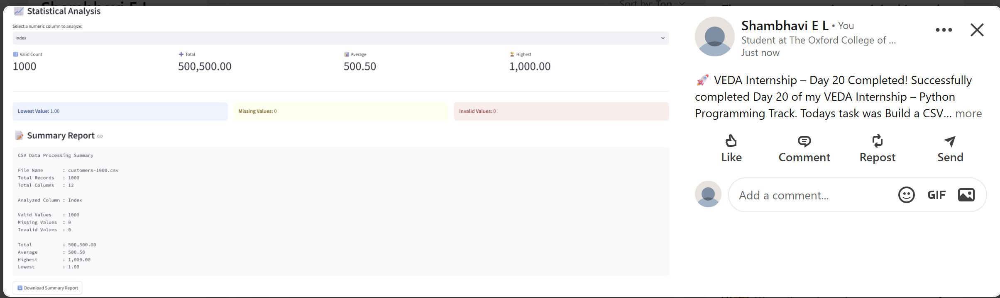 Sort by: Top
Statistical Analysis
Select a numeric column to analyze:
Index
Valid Count
Total
Average
Highest
1000
500,500.00
500.50
1,000.00
Lowest Value: 1.00
Missing Values: 0
Invalid Values: 0
Summary Report
CSV Data Processing Summary
File Name : customers-1000.csv
Total Records : 1000
Total Columns : 12
Analyzed Column : Index
Valid Values : 1000
Missing Values : 0
Invalid Values : 0
Total : 500,500.00
Average : 500.50
Highest : 1,000.00
Lowest : 1.00
Download Summary Report
Shambhavi E L • You
Student at The Oxford College of ...
Just now
🚀 VEDA Internship – Day 20 Completed! Successfully
completed Day 20 of my VEDA Internship – Python
Programming Track. Todays task was Build a CSV... more
Like
Comment
Repost
Send
Add a comment...
GIF